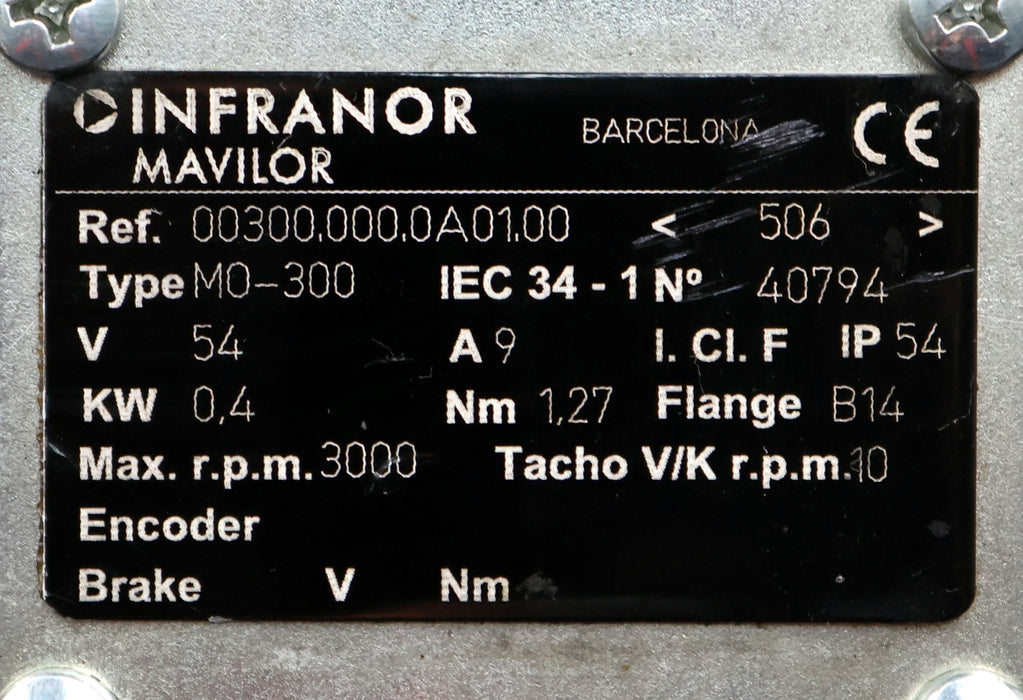 INFRANOR BARCELONA CE
MAVILOR
Ref. 00300.000.0A01.00 < 506 >
Type MO-300 IEC 34 - 1 Nº 40794
V 54 A 9 I. Cl. F IP 54
KW 0,4 Nm 1,27 Flange B14
Max. r.p.m. 3000 Tacho V/K r.p.m. 10
Encoder
Brake V Nm